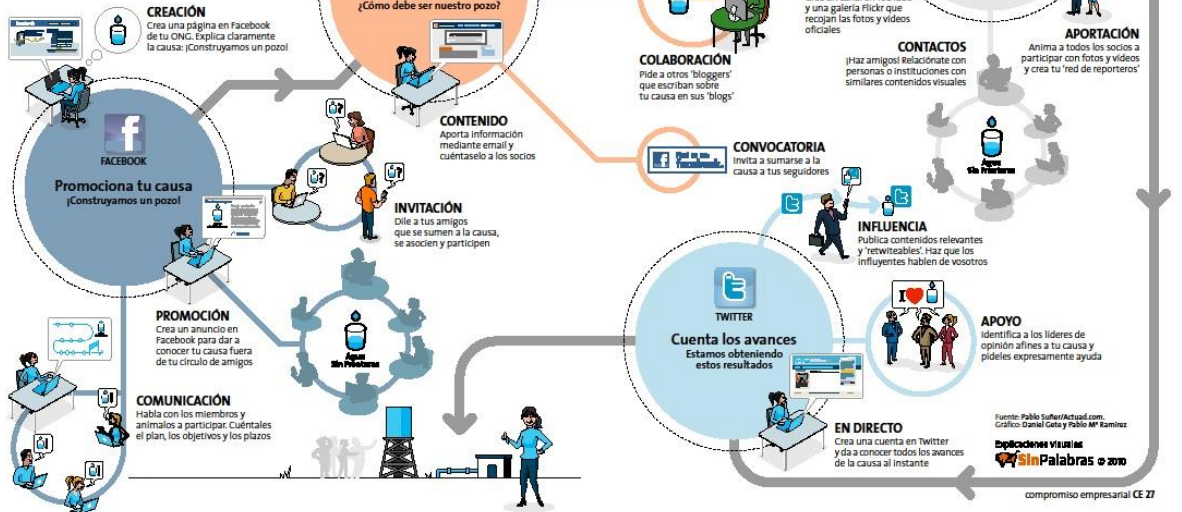 CREACIÓN
Crea una página en Facebook
de tu ONG. Explica claramente
la causa: ¡Construyamos un pozo!
FACEBOOK
Promociona tu causa
¡Construyamos un pozo!
¿Cómo debe ser nuestro pozo?
CONTENIDO
Aporta información
mediante email y
cuéntaselo a los socios
INVITACIÓN
Dile a tus amigos
que se sumen a la causa,
se asocien y participen
PROMOCIÓN
Crea un anuncio en
Facebook para dar a
conocer tu causa fuera
de tu círculo de amigos
Agua
Sin Fronteras
COMUNICACIÓN
Habla con los miembros y
anímalos a participar. Cuéntales
el plan, los objetivos y los plazos
COLABORACIÓN
Pide a otros 'bloggers'
que escriban sobre
tu causa en sus 'blogs'
y una galería Flickr que
recojan las fotos y vídeos
oficiales
CONTACTOS
¡Haz amigos! Relaciónate con
personas o instituciones con
similares contenidos visuales
APORTACIÓN
Anima a todos los socios a
participar con fotos y vídeos
y crea tu 'red de reporteros'
Agua
Sin Fronteras
CONVOCATORIA
Invita a sumarse a la
causa a tus seguidores
INFLUENCIA
Publica contenidos relevantes
y 'retwiteables'. Haz que los
influyentes hablen de vosotros
TWITTER
Cuenta los avances
Estamos obteniendo
estos resultados
I
APOYO
Identifica a los líderes de
opinión afines a tu causa y
pídeles expresamente ayuda
EN DIRECTO
Crea una cuenta en Twitter
y da a conocer todos los avances
de la causa al instante
Fuente: Pablo Suñer/Actuad.com.
Gráfico: Daniel Gete y Pablo Mª Ramírez
Explicaciones visuales
SinPalabras © 2010
compromiso empresarial CE 27